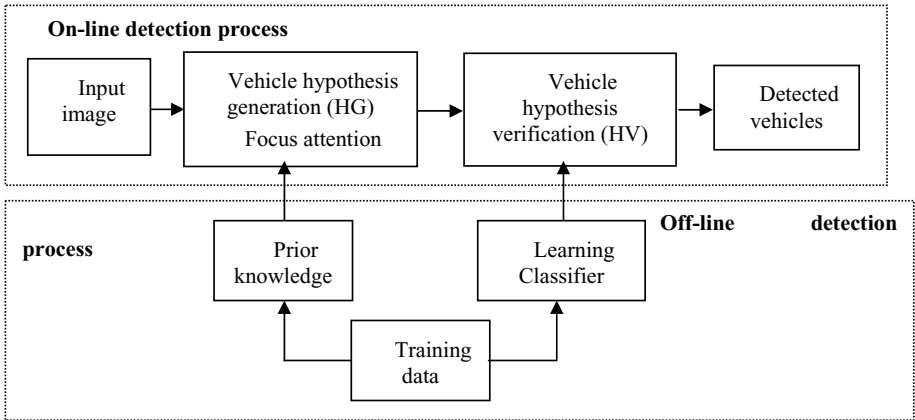 On-line detection process
Input
image
Vehicle hypothesis
generation (HG)
Focus attention
Vehicle
hypothesis
verification (HV)
Detected
vehicles
Off-line detection
process
Prior
knowledge
Learning
Classifier
Training
data